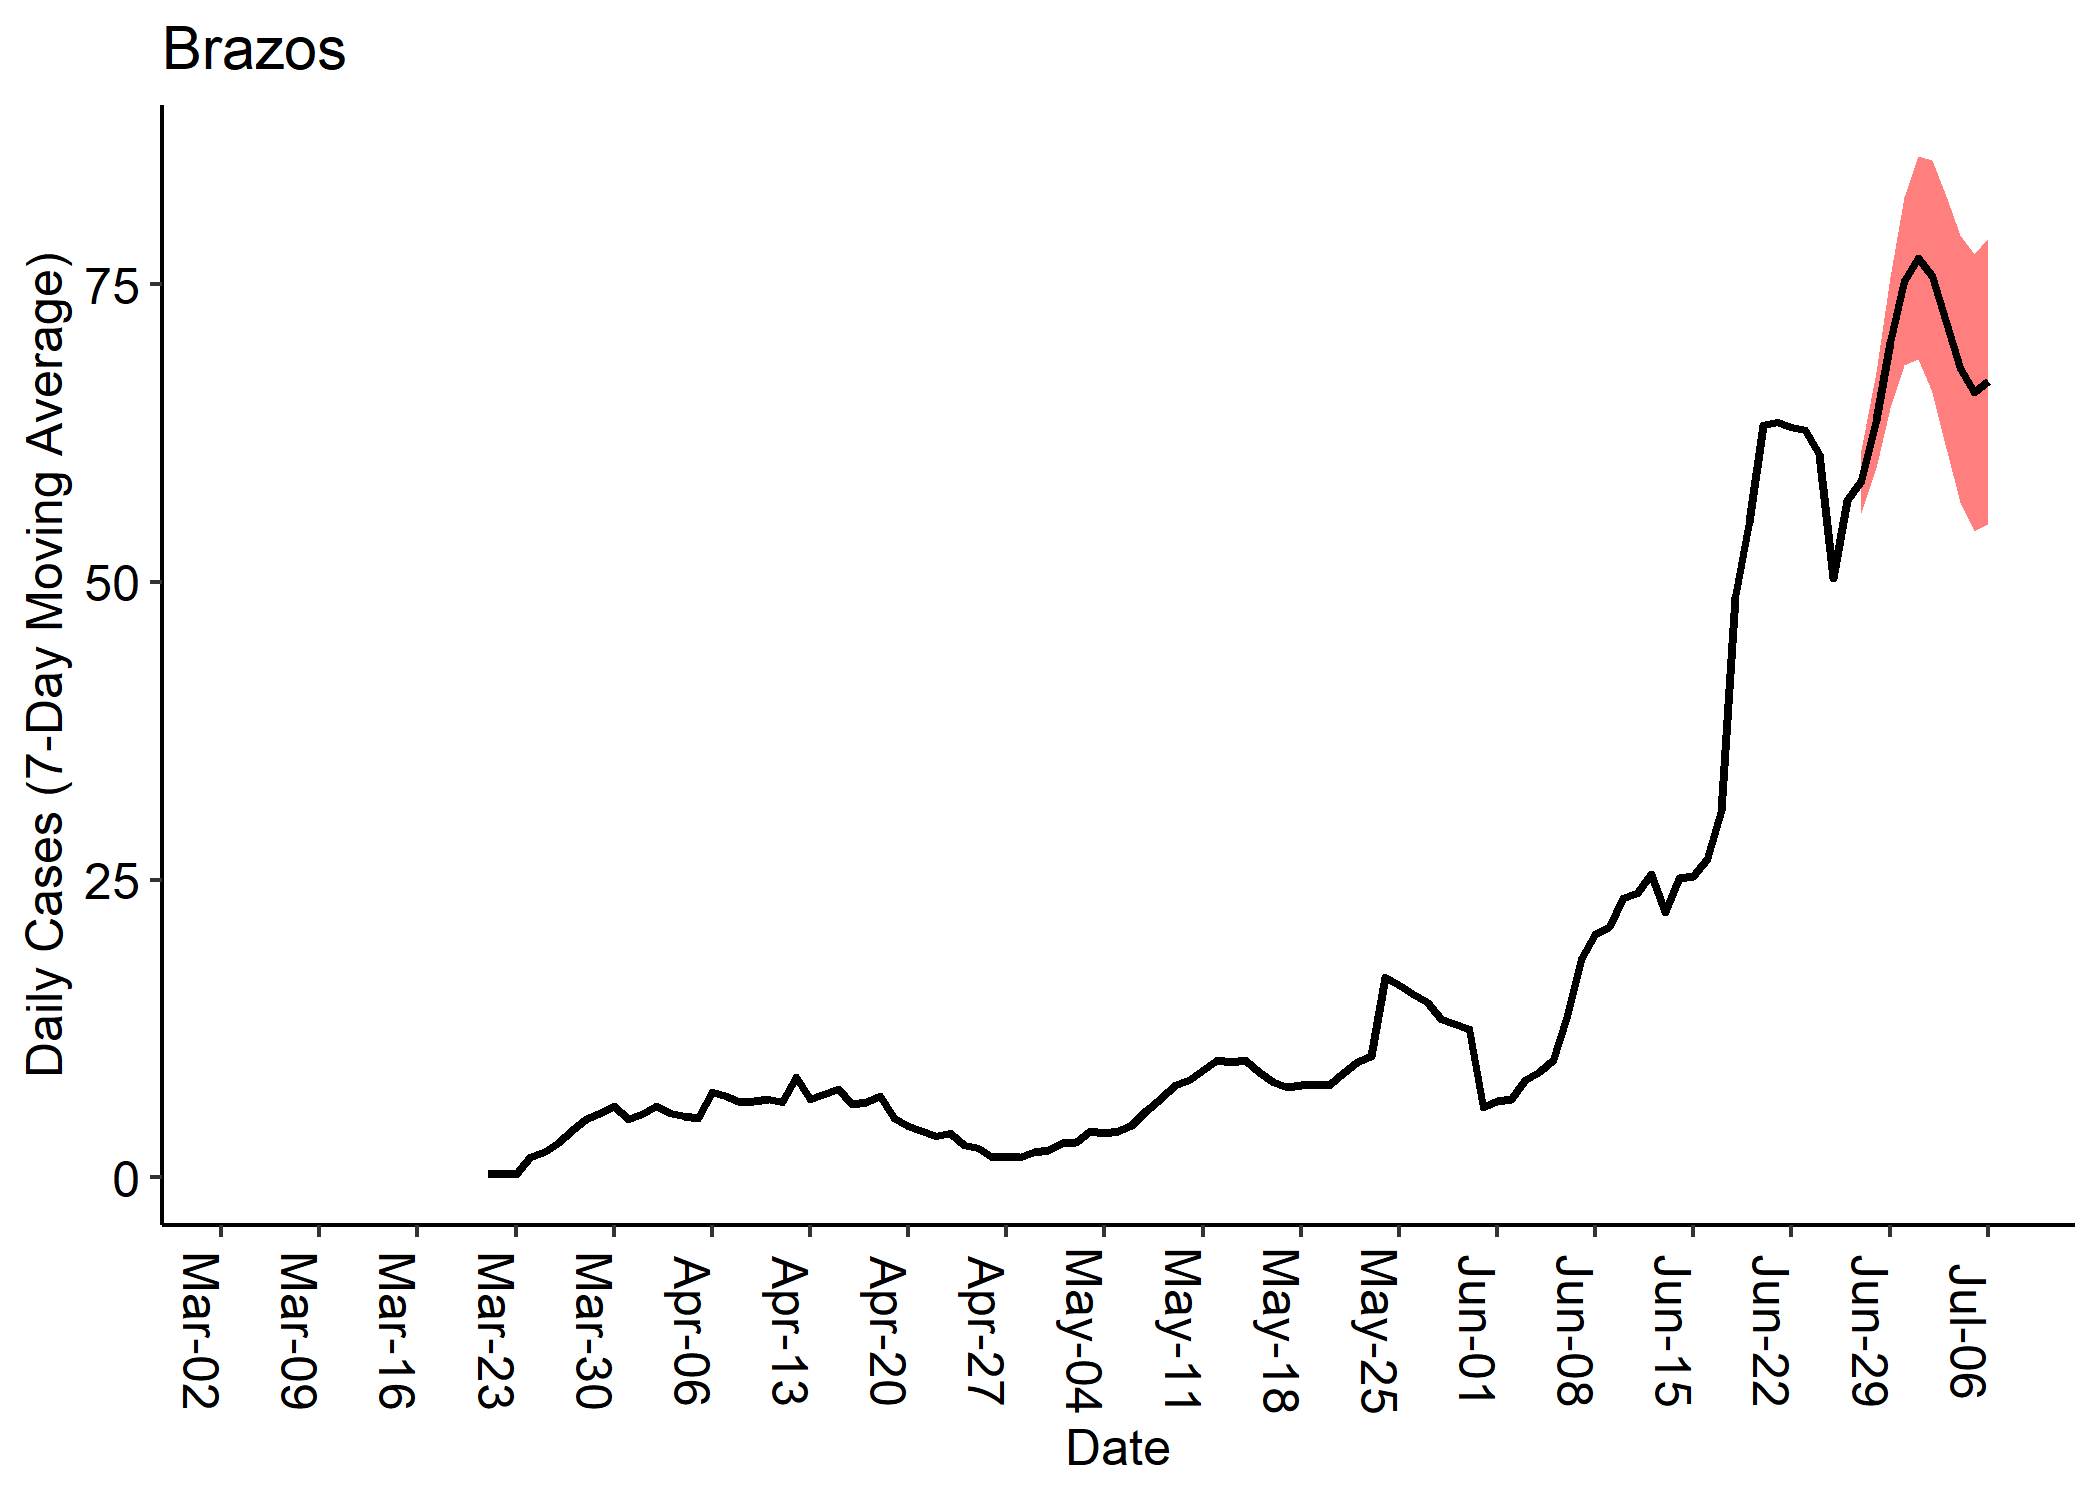 Brazos
Daily Cases (7-Day Moving Average)
75
50
25
0
Mar-02
Mar-09
Mar-16
Mar-23
Mar-30
Apr-06
Apr-13
Apr-20
Apr-27
May-04
May-11
May-18
May-25
Jun-01
Jun-08
Jun-15
Jun-22
Jun-29
Jul-06
Date